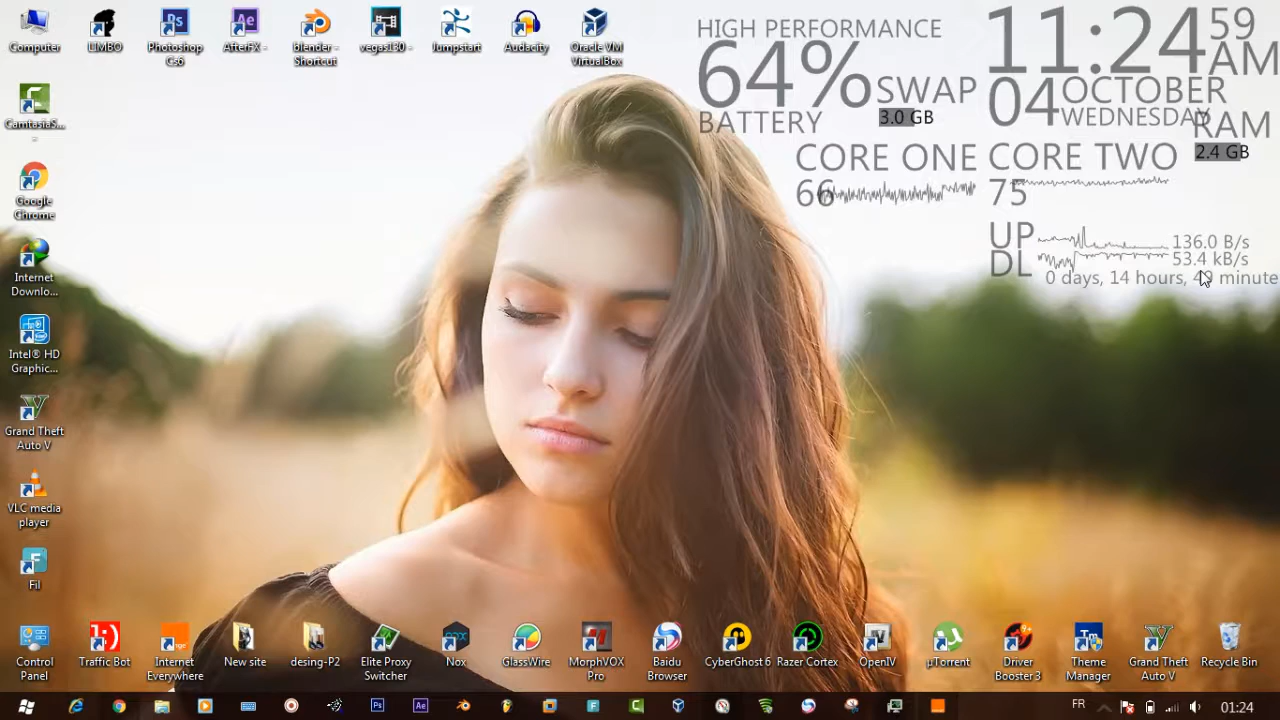 Computer
LIMBO
Photoshop
Cs6
AfterFX -
blender -
Shortcut
vegas130 -
Jumpstart
Audacity
Oracle VM
VirtualBox
HIGH PERFORMANCE
64%
BATTERY
SWAP
3.0 GB
11:24
59
AM
04
OCTOBER
WEDNESDAY
RAM
2.4 GB
CORE ONE
66
CORE TWO
75
UP
136.0 B/s
DL
53.4 kB/s
0 days, 14 hours, minute
CamtasiaS...
Google
Chrome
Internet
Downlo...
Intel® HD
Graphic...
Grand Theft
Auto V
VLC media
player
Fil
Control
Panel
Traffic Bot
Internet
Everywhere
New site
desing-P2
Elite Proxy
Switcher
Nox
GlassWire
MorphVOX
Pro
Baidu
Browser
CyberGhost 6
Razer Cortex
OpenIV
µTorrent
Driver
Booster 3
Theme
Manager
Grand Theft
Auto V
Recycle Bin
FR
01:24